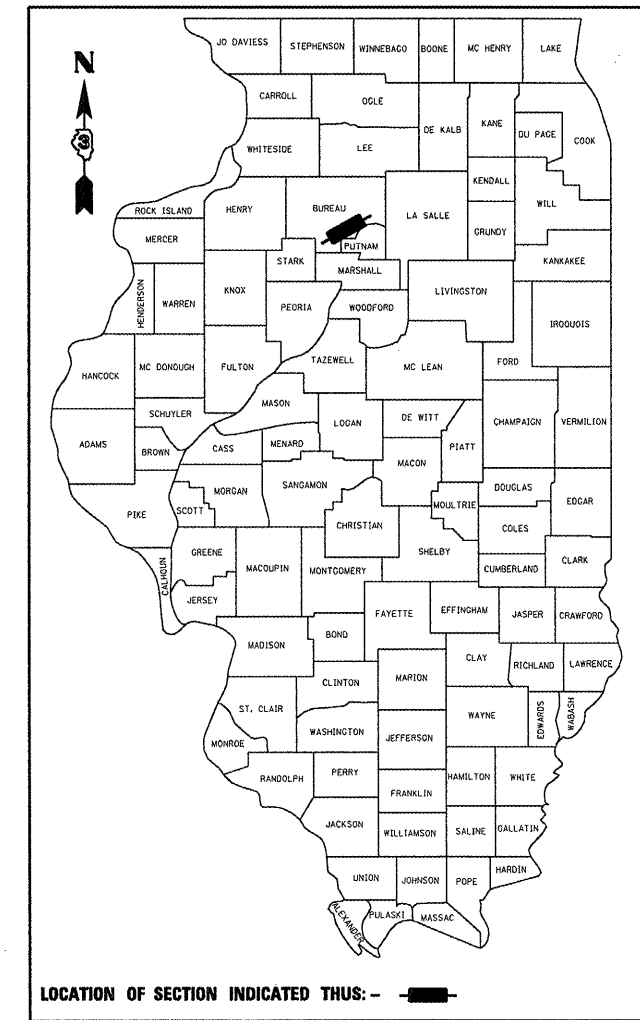 JO DAVIESS STEPHENSON WINNEBAGO BOONE MC HENRY LAKE
N
CARROLL OGLE DE KALB KANE DU PAGE COOK
WHITESIDE LEE
KENDALL WILL
ROCK ISLAND HENRY BUREAU LA SALLE GRUNDY
MERCER PUTNAM
STARK MARSHALL KANKAKEE
HENDERSON WARREN KNOX PEORIA WOODFORD LIVINGSTON IROQUOIS
HANCOCK MC DONOUGH FULTON TAZEWELL MC LEAN FORD
SCHUYLER MASON LOGAN DE WITT CHAMPAIGN VERMILION
ADAMS BROWN CASS MENARD MACON PIATT
PIKE SCOTT MORGAN SANGAMON CHRISTIAN MOULTRIE DOUGLAS EDGAR
COLES
CALHOUN GREENE MACOUPIN MONTGOMERY SHELBY CUMBERLAND CLARK
JERSEY FAYETTE EFFINGHAM JASPER CRAWFORD
MADISON BOND
CLAY RICHLAND LAWRENCE
CLINTON MARION
ST. CLAIR WAYNE EDWARDS WABASH
MONROE WASHINGTON JEFFERSON
RANDOLPH PERRY HAMILTON WHITE
FRANKLIN
JACKSON WILLIAMSON SALINE GALLATIN
UNION JOHNSON POPE HARDIN
ALEXANDER PULASKI MASSAC
LOCATION OF SECTION INDICATED THUS: -